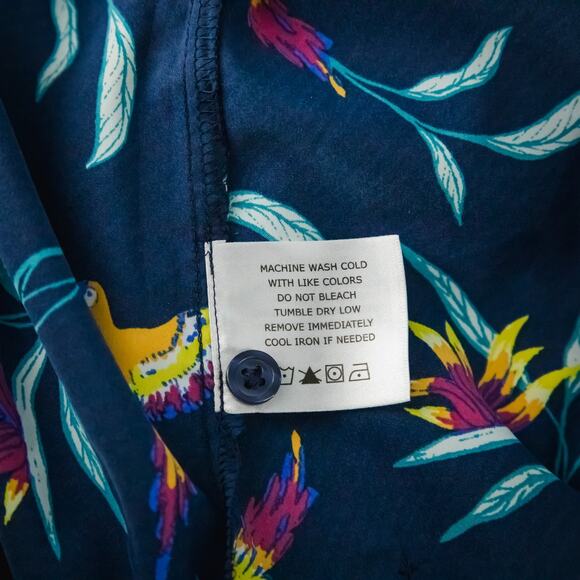 MACHINE WASH COLD
WITH LIKE COLORS
DO NOT BLEACH
TUMBLE DRY LOW
REMOVE IMMEDIATELY
COOL IRON IF NEEDED